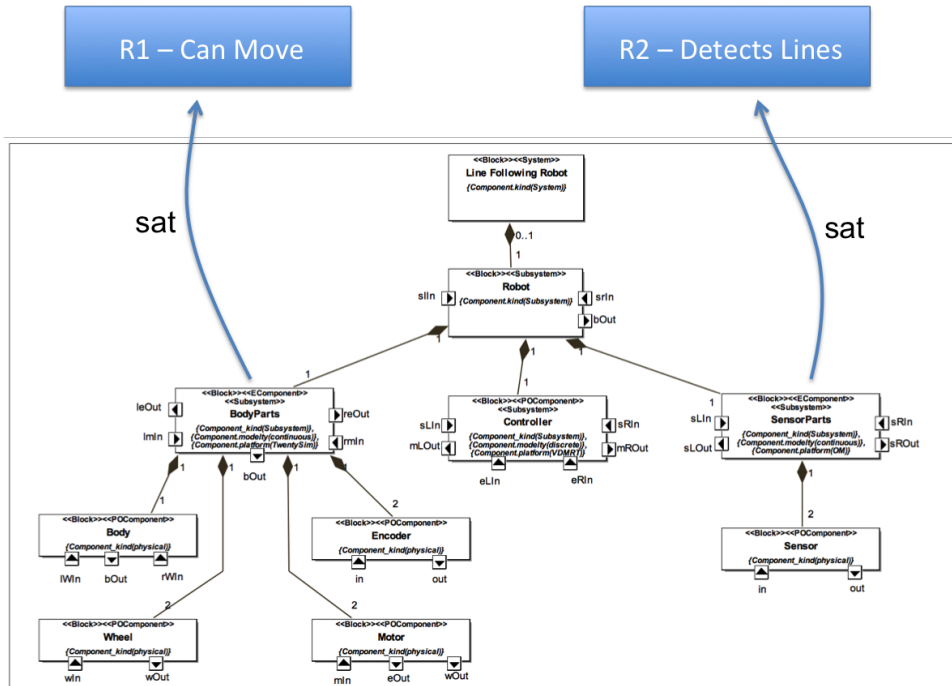 R1 – Can Move
R2 – Detects Lines
sat
sat
<<Block>><<System>>
Line Following Robot
{Component.kind(System)}
0..1
1
<<Block>><<Subsystem>>
Robot
{Component.kind(Subsystem)}
slIn
srIn
bOut
1
1
1
1
1
1
<<Block>><<EComponent>>
<<Subsystem>>
BodyParts
{Component_kind(Subsystem)},
{Component.modelty(continuous)},
{Component.platform(TwentySim)}
leOut
reOut
lmIn
rmIn
bOut
<<Block>><<POComponent>>
<<Subsystem>>
Controller
{Component_kind(Subsystem)},
{Component.modelty(discrete)},
{Component.platform(VDMRT)}
sLIn
sRIn
mLOut
mROut
eLIn
eRIn
<<Block>><<EComponent>>
<<Subsystem>>
SensorParts
{Component_kind(Subsystem)},
{Component.modelty(continuous)},
{Component.platform(OM)}
sLIn
sRIn
sLOut
sROut
1
1
1
1
1
1
2
2
<<Block>><<POComponent>>
Body
{Component_kind(physical)}
lWIn
bOut
rWIn
<<Block>><<POComponent>>
Encoder
{Component_kind(physical)}
in
out
<<Block>><<POComponent>>
Sensor
{Component_kind(physical)}
in
out
2
2
<<Block>><<POComponent>>
Wheel
{Component_kind(physical)}
wIn
wOut
<<Block>><<POComponent>>
Motor
{Component_kind(physical)}
mIn
eOut
wOut